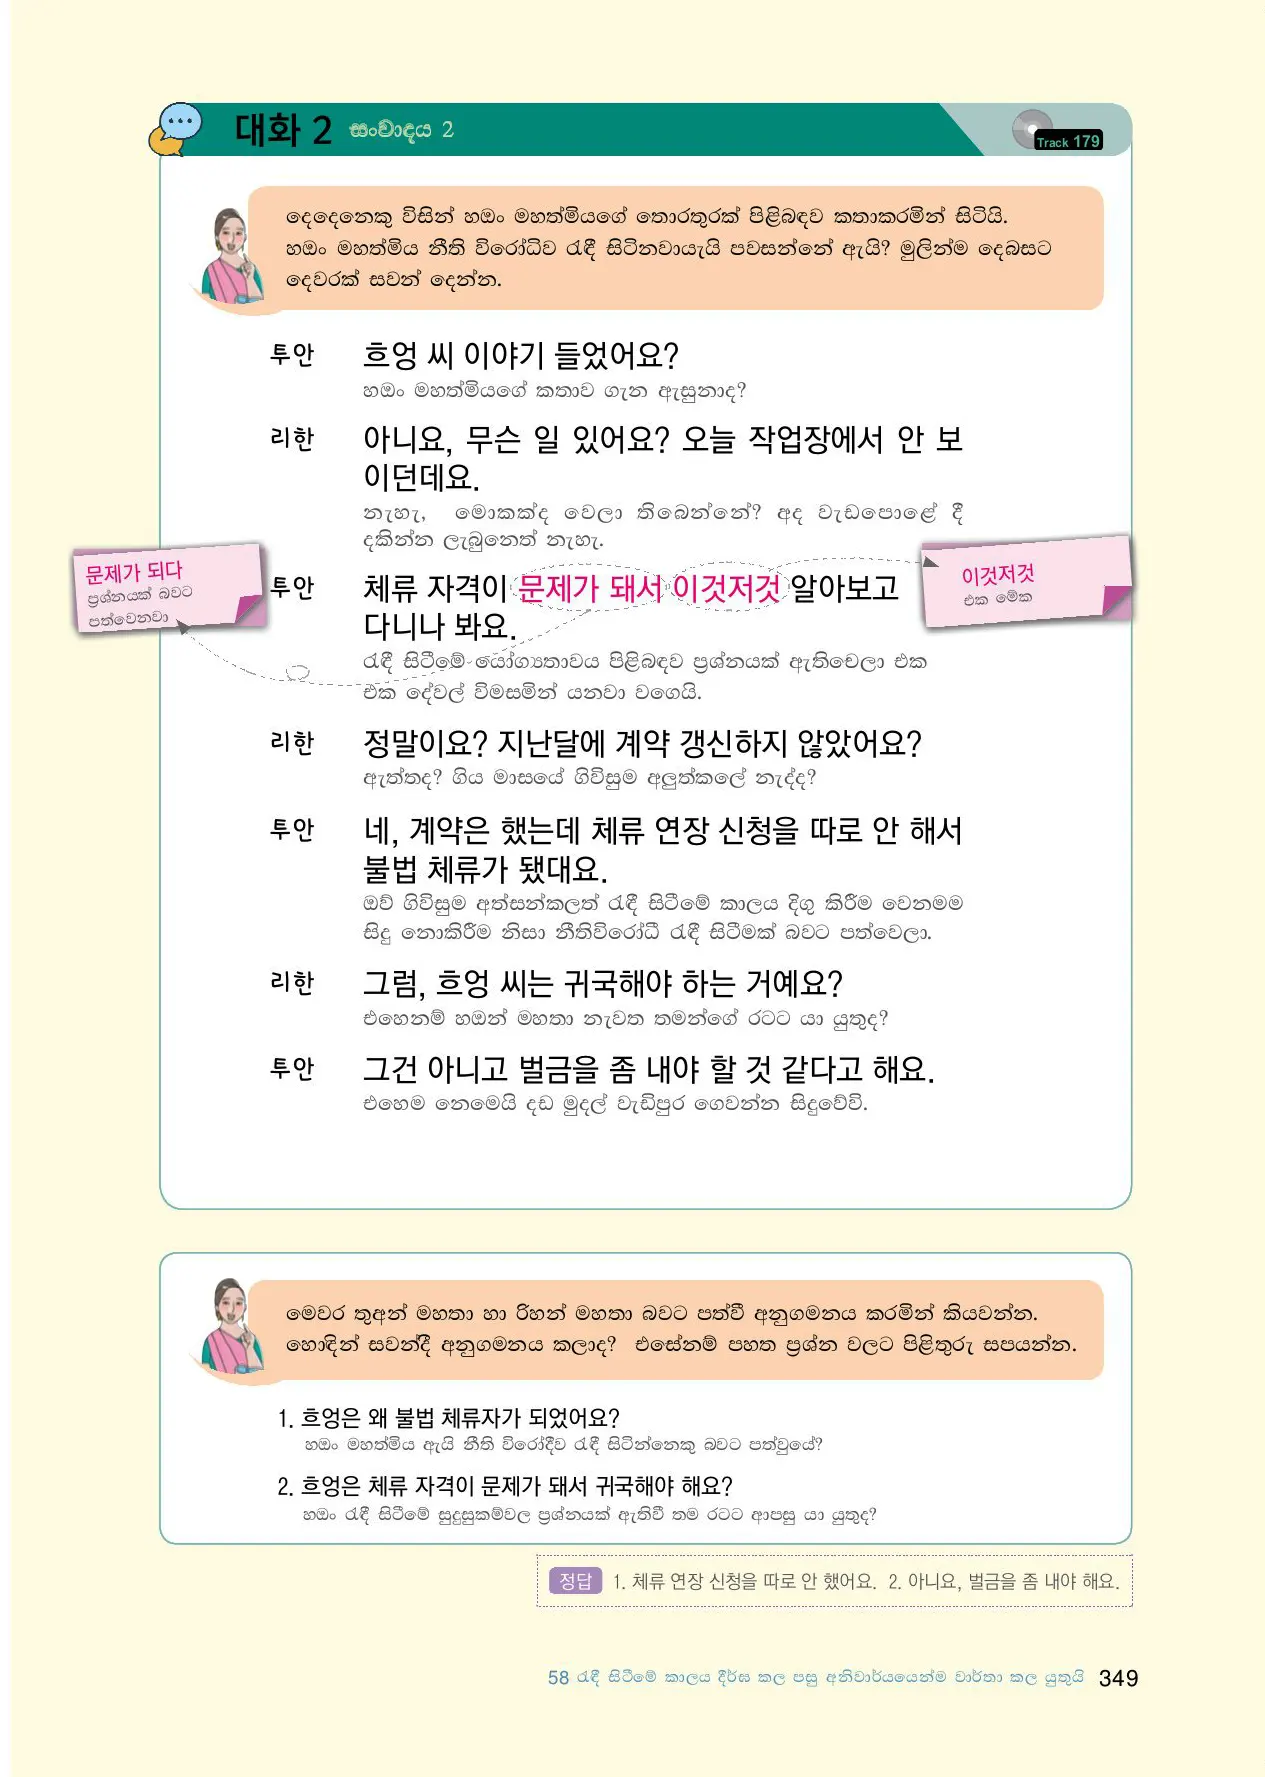 대화 2 සංවාදය 2
Track 179
දෙදෙනෙකු විසින් හඔං මහත්මියගේ තොරතුරක් පිළිබඳව කතාකරමින් සිටියි.
හඔං මහත්මිය නීති විරෝධිව රැඳී සිටිනවායැයි පවසන්නේ ඇයි? මුලින්ම දෙබසට
දෙවරක් සවන් දෙන්න.
투안 흐엉 씨 이야기 들었어요?
හඔං මහත්මියගේ කතාව ගැන ඇසුනාද?
리한 아니요, 무슨 일 있어요? 오늘 작업장에서 안 보
이던데요.
නැහැ, මොකක්ද වෙලා තිබෙන්නේ? අද වැඩපොළේ දී
දකින්න ලැබුනෙත් නැහැ.
문제가 되다
ප්‍රශ්නයක් බවට
පත්වෙනවා
투안 체류 자격이 문제가 돼서 이것저것 알아보고
다니나 봐요.
රැඳී සිටීමේ යෝග්‍යතාවය පිළිබඳව ප්‍රශ්නයක් ඇතිවෙලා එක
එක දේවල් විමසමින් යනවා වගෙයි.
이것저것
එක මේක
리한 정말이요? 지난달에 계약 갱신하지 않았어요?
ඇත්තද? ගිය මාසයේ ගිවිසුම අලුත්කලේ නැද්ද?
투안 네, 계약은 했는데 체류 연장 신청을 따로 안 해서
불법 체류가 됐대요.
ඔව් ගිවිසුම අත්සන්කලත් රැඳී සිටීමේ කාලය දිගු කිරීම වෙනමම
සිදු නොකිරීම නිසා නීතිවිරෝධී රැඳී සිටීමක් බවට පත්වෙලා.
리한 그럼, 흐엉 씨는 귀국해야 하는 거예요?
එහෙනම් හඔන් මහතා නැවත තමන්ගේ රටට යා යුතුද?
투안 그건 아니고 벌금을 좀 내야 할 것 같다고 해요.
එහෙම නෙමෙයි දඩ මුදල් වැඩිපුර ගෙවන්න සිදුවේවි.
මෙවර තුඅන් මහතා හා රිහන් මහතා බවට පත්වී අනුගමනය කරමින් කියවන්න.
හොඳින් සවන්දී අනුගමනය කලාද? එසේනම් පහත ප්‍රශ්න වලට පිළිතුරු සපයන්න.
1. 흐엉은 왜 불법 체류자가 되었어요?
හඔං මහත්මිය ඇයි නීති විරෝදීව රැඳී සිටින්නෙකු බවට පත්වුයේ?
2. 흐엉은 체류 자격이 문제가 돼서 귀국해야 해요?
හඔං රැඳී සිටීමේ සුදුසුකම්වල ප්‍රශ්නයක් ඇතිවී තම රටට ආපසු යා යුතුද?
정답 1. 체류 연장 신청을 따로 안 했어요. 2. 아니요, 벌금을 좀 내야 해요.
58 රැඳී සිටීමේ කාලය දීර්ඝ කල පසු අනිවාර්යයෙන්ම වාර්තා කල යුතුයි 349